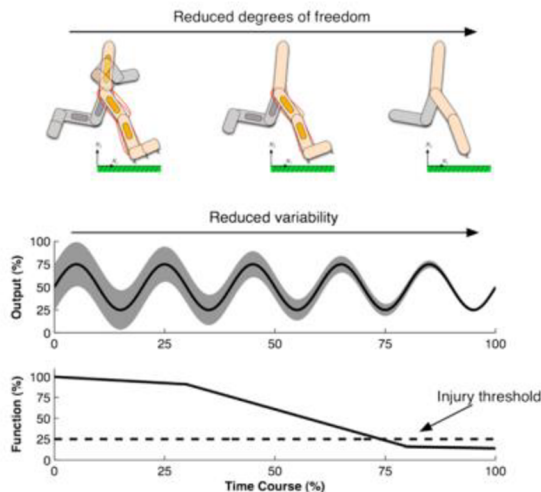 Reduced degrees of freedom
Reduced variability
Output (%)
100
75
50
25
0
0 25 50 75 100
Function (%)
100
75
50
25
0
Injury threshold
0 25 50 75 100
Time Course (%)